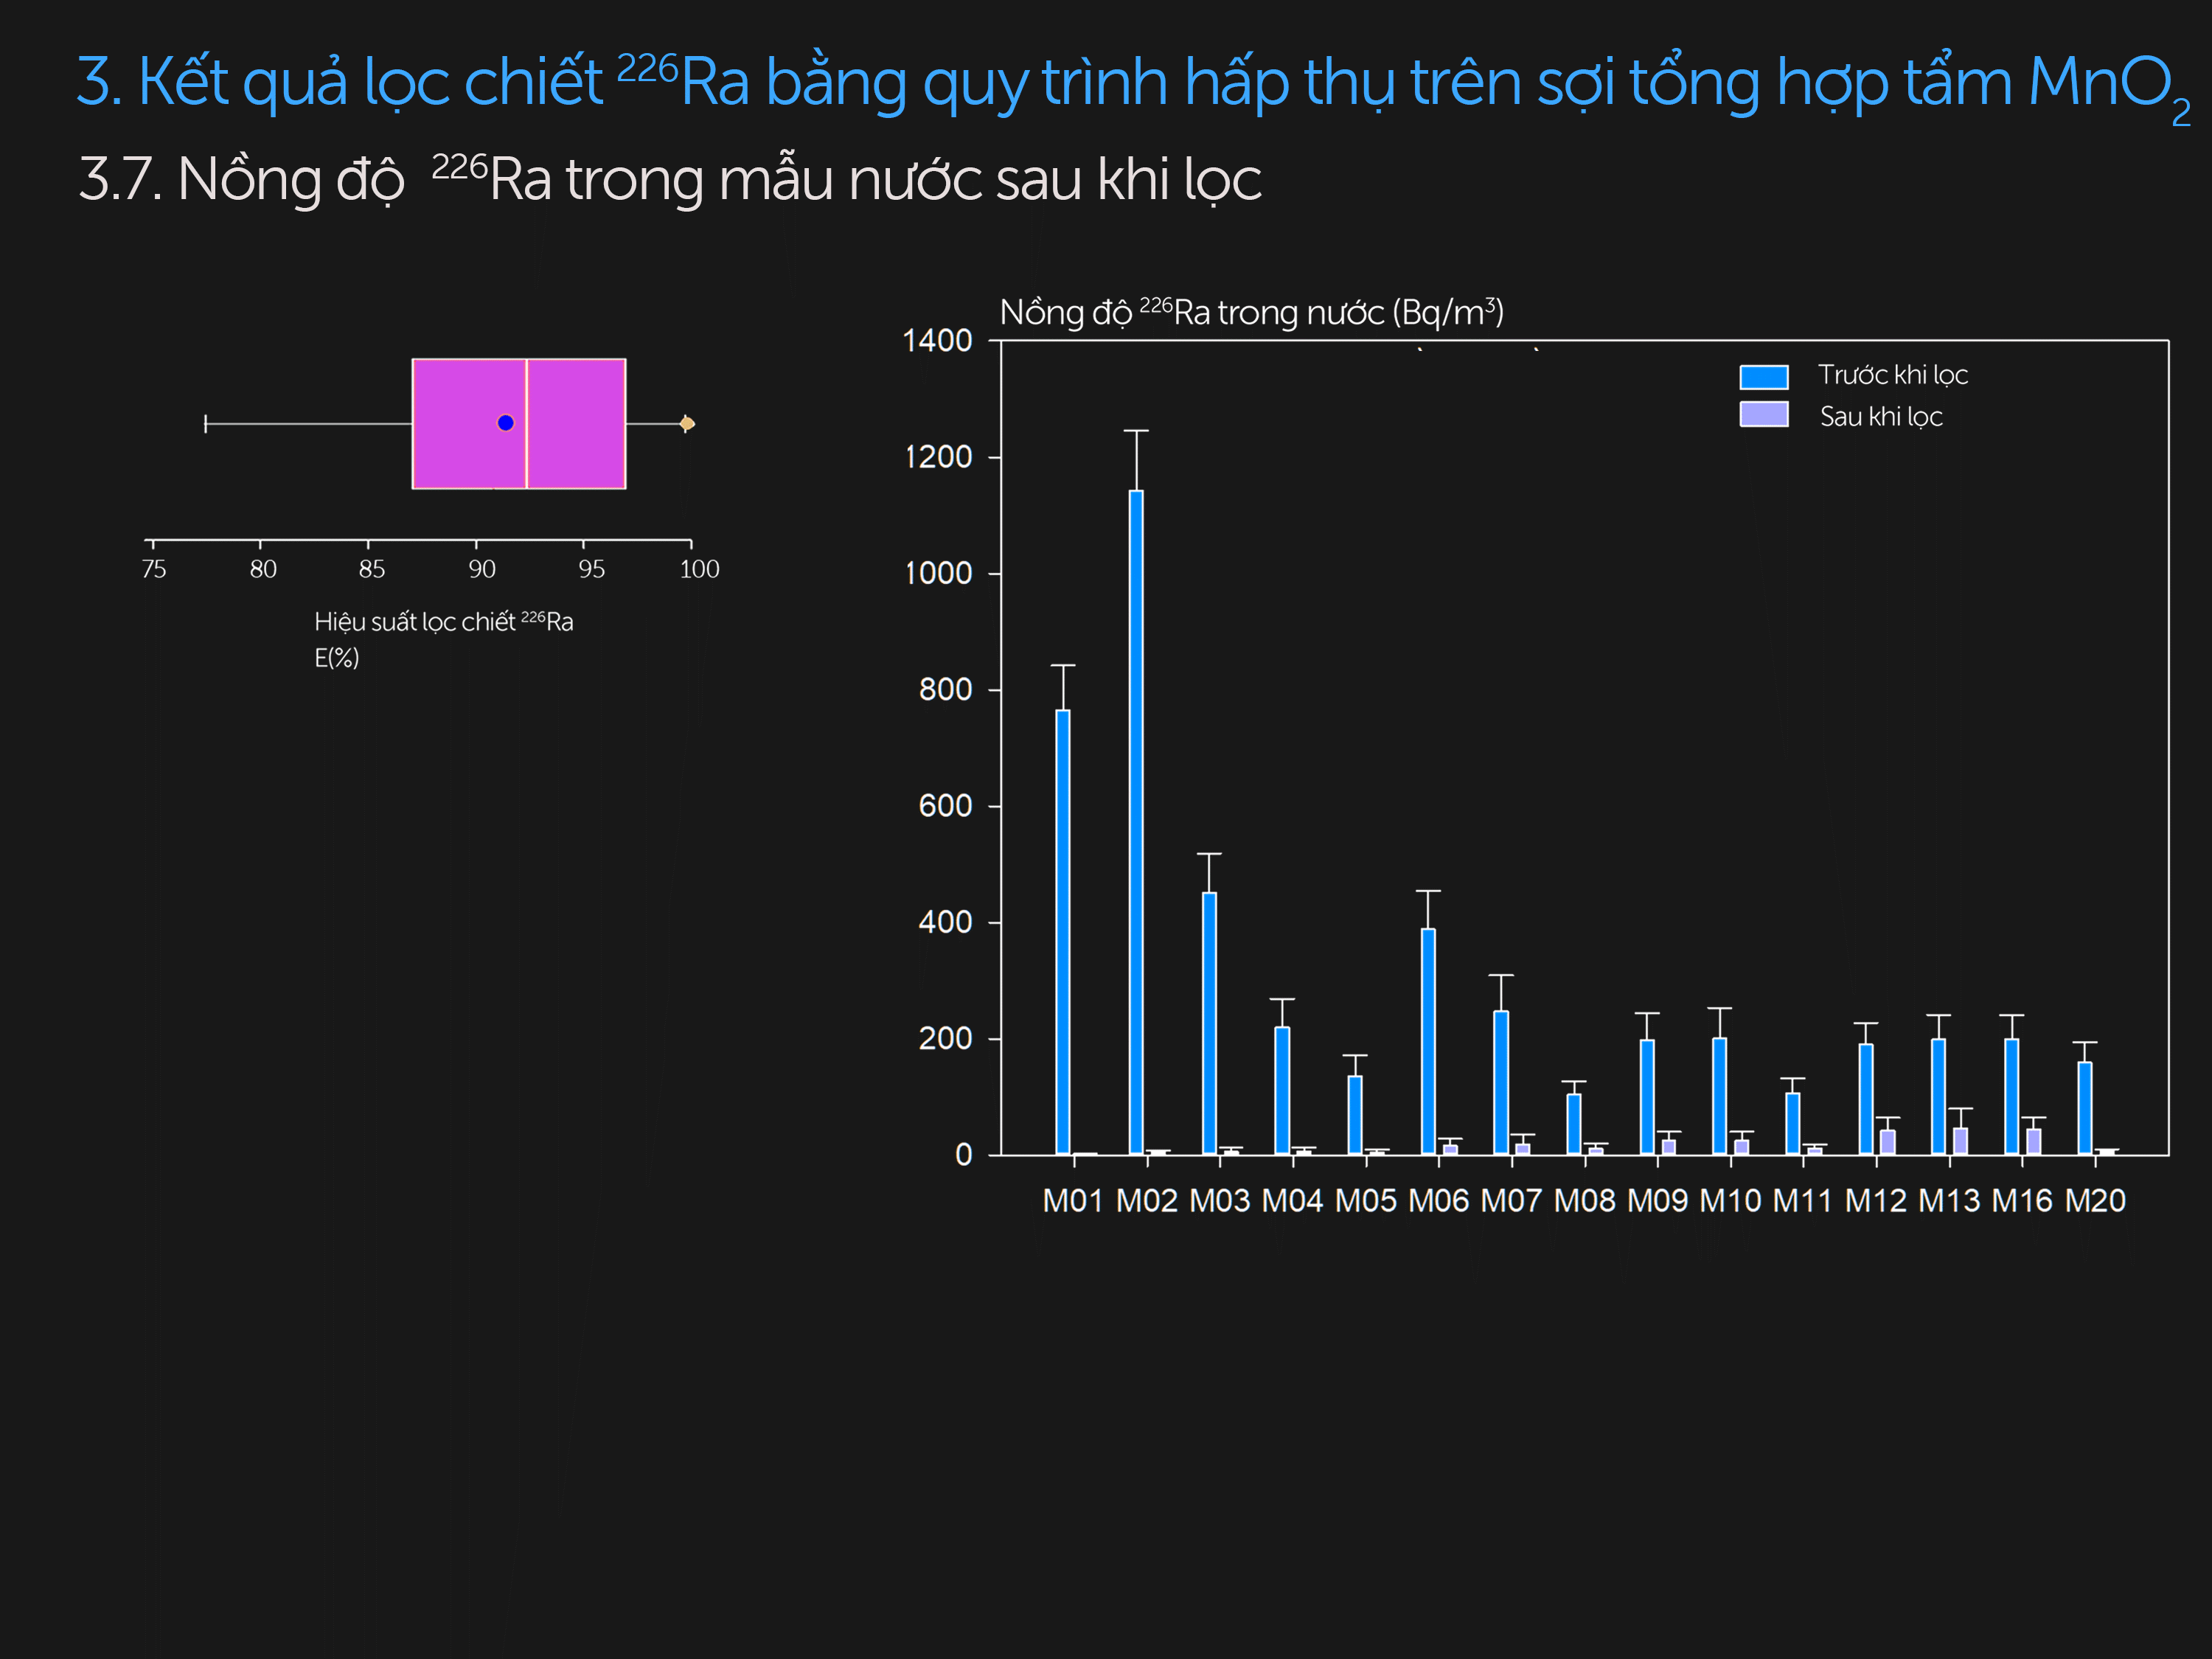 3. Kết quả lọc chiết ²²⁶Ra bằng quy trình hấp thụ trên sợi tổng hợp tẩm MnO₂
3.7. Nồng độ ²²⁶Ra trong mẫu nước sau khi lọc
75 80 85 90 95 100
Hiệu suất lọc chiết ²²⁶Ra
E(%)
Nồng độ ²²⁶Ra trong nước (Bq/m³)
1400
1200
1000
800
600
400
200
0
Trước khi lọc
Sau khi lọc
M01 M02 M03 M04 M05 M06 M07 M08 M09 M10 M11 M12 M13 M16 M20